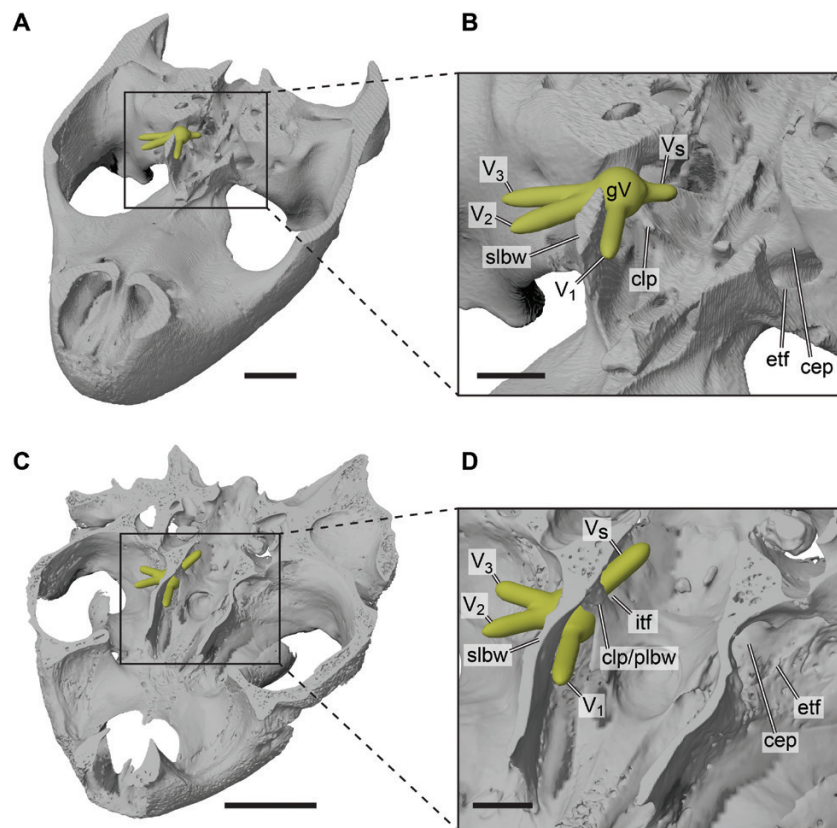 A
B
V3
V2
slbw
V1
gV
Vs
clp
etf
cep
C
D
V3
V2
slbw
V1
Vs
itf
clp/plbw
etf
cep